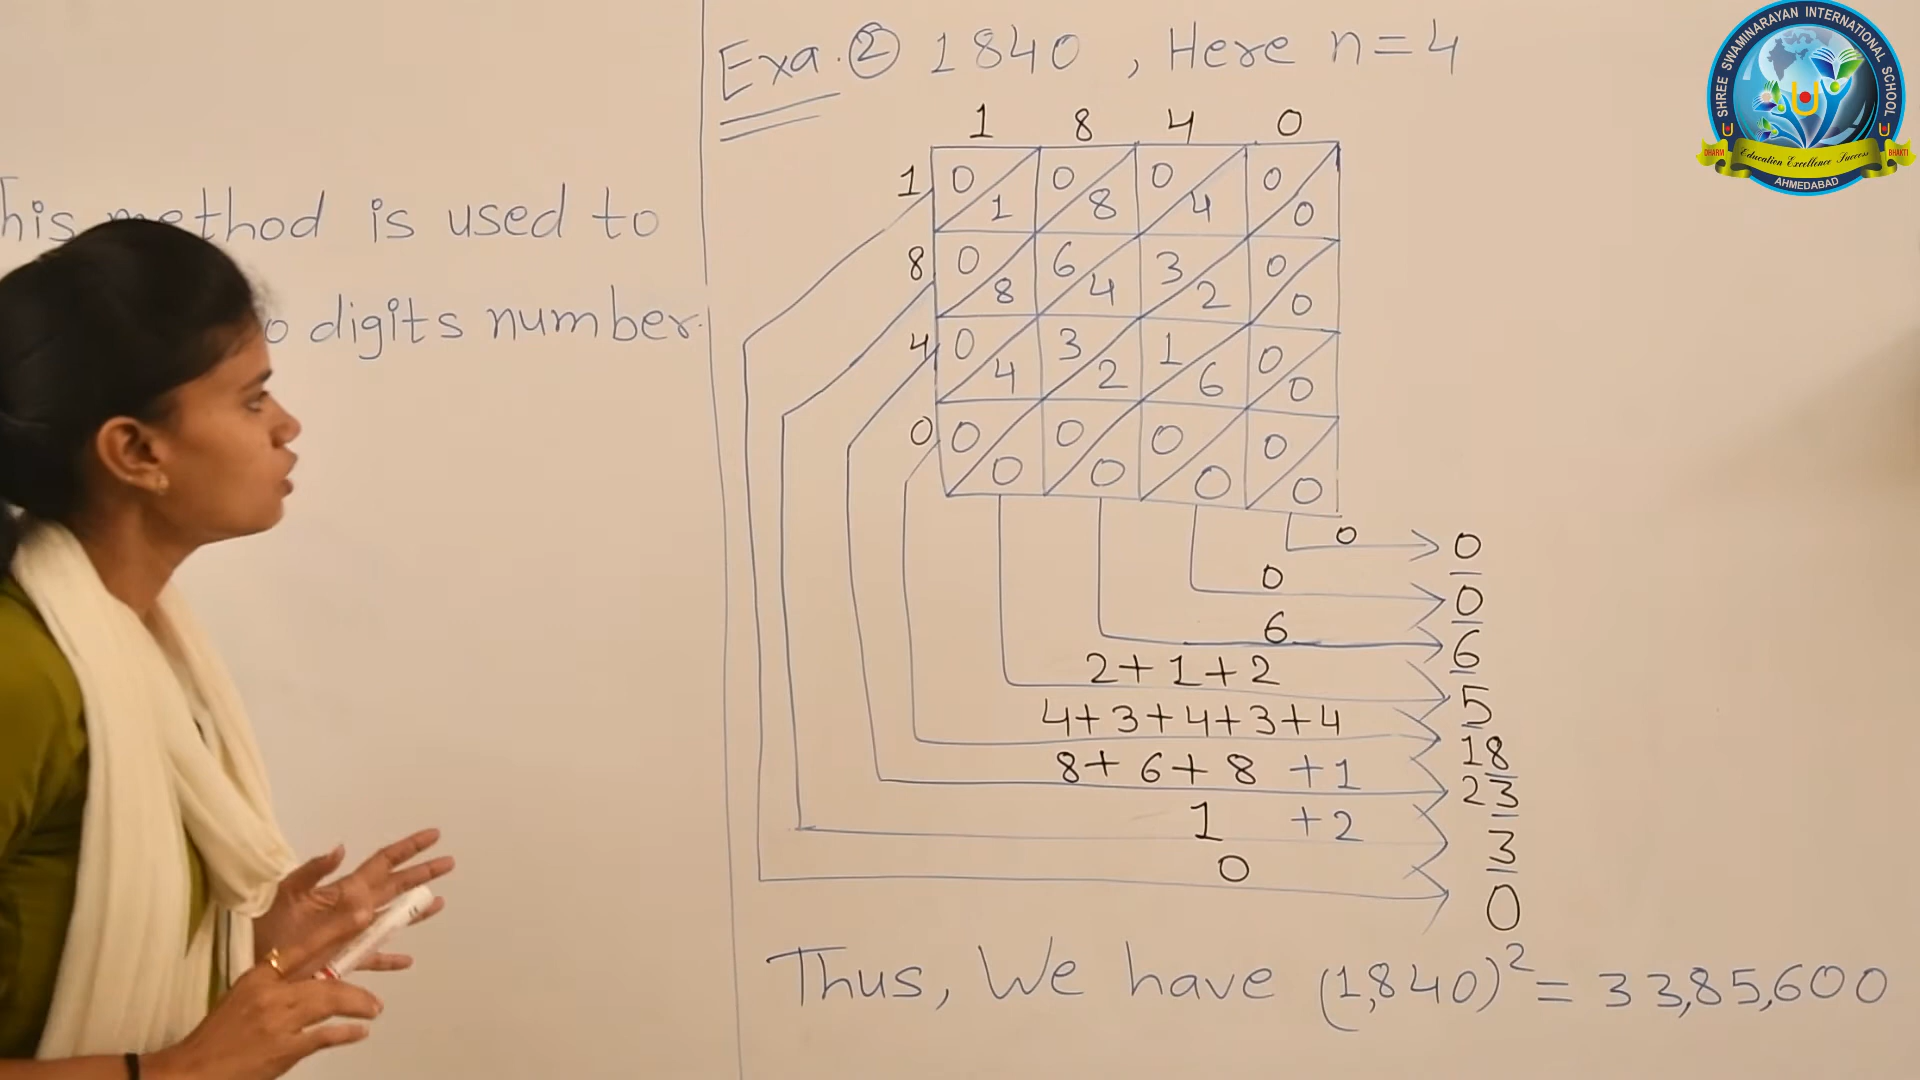 This method is used to
digits number.
Exa. ② 1840 , Here n=4
1 8 4 0
1 0 1 0 8 0 4 0 0
8 0 8 6 4 3 2 0 0
4 0 4 3 2 1 6 0 0
0 0 0 0 0 0 0 0 0
0 0
0 0
6 6
2+1+2 5
4+3+4+3+4 18
8+6+8 +1 23
1 +2 3
0 0
Thus, We have (1,840)² = 33,85,600
SHREE SWAMINARAYAN INTERNATIONAL SCHOOL
DHARM Education Excellence Success BHAKTI
AHMEDABAD